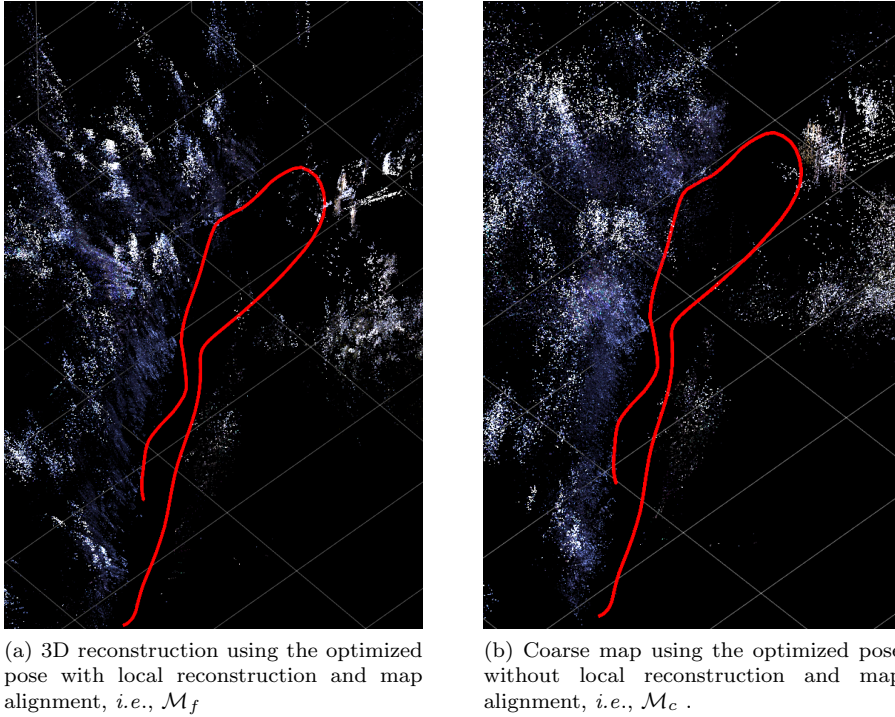 (a) 3D reconstruction using the optimized
pose with local reconstruction and map
alignment, i.e., ℳ_f
(b) Coarse map using the optimized pose
without local reconstruction and map
alignment, i.e., ℳ_c .